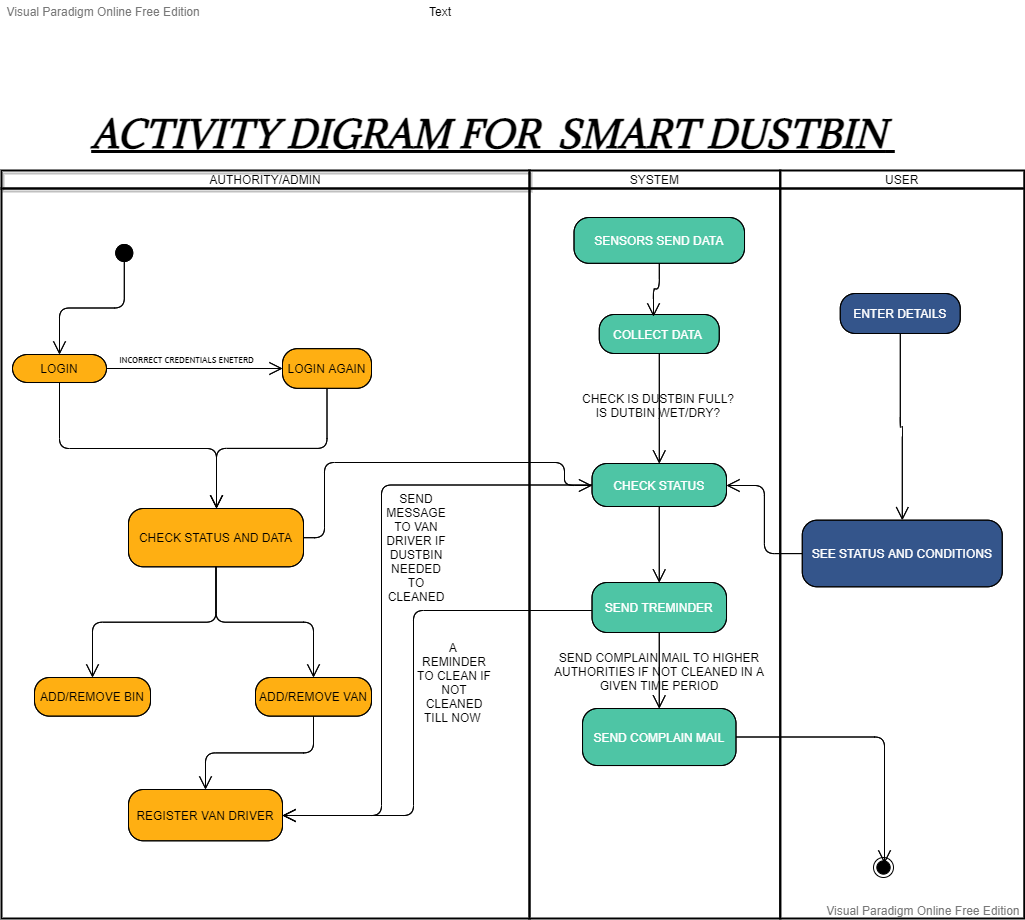 Visual Paradigm Online Free Edition
Text
ACTIVITY DIGRAM FOR SMART DUSTBIN
AUTHORITY/ADMIN
SYSTEM
USER
SENSORS SEND DATA
ENTER DETAILS
COLLECT DATA
LOGIN
INCORRECT CREDENTIALS ENETERD
LOGIN AGAIN
CHECK IS DUSTBIN FULL?
IS DUTBIN WET/DRY?
CHECK STATUS
SEND
MESSAGE
TO VAN
DRIVER IF
DUSTBIN
NEEDED
TO
CLEANED
CHECK STATUS AND DATA
SEE STATUS AND CONDITIONS
SEND TREMINDER
A
REMINDER
TO CLEAN IF
NOT
CLEANED
TILL NOW
SEND COMPLAIN MAIL TO HIGHER
AUTHORITIES IF NOT CLEANED IN A
GIVEN TIME PERIOD
ADD/REMOVE BIN
ADD/REMOVE VAN
SEND COMPLAIN MAIL
REGISTER VAN DRIVER
Visual Paradigm Online Free Edition